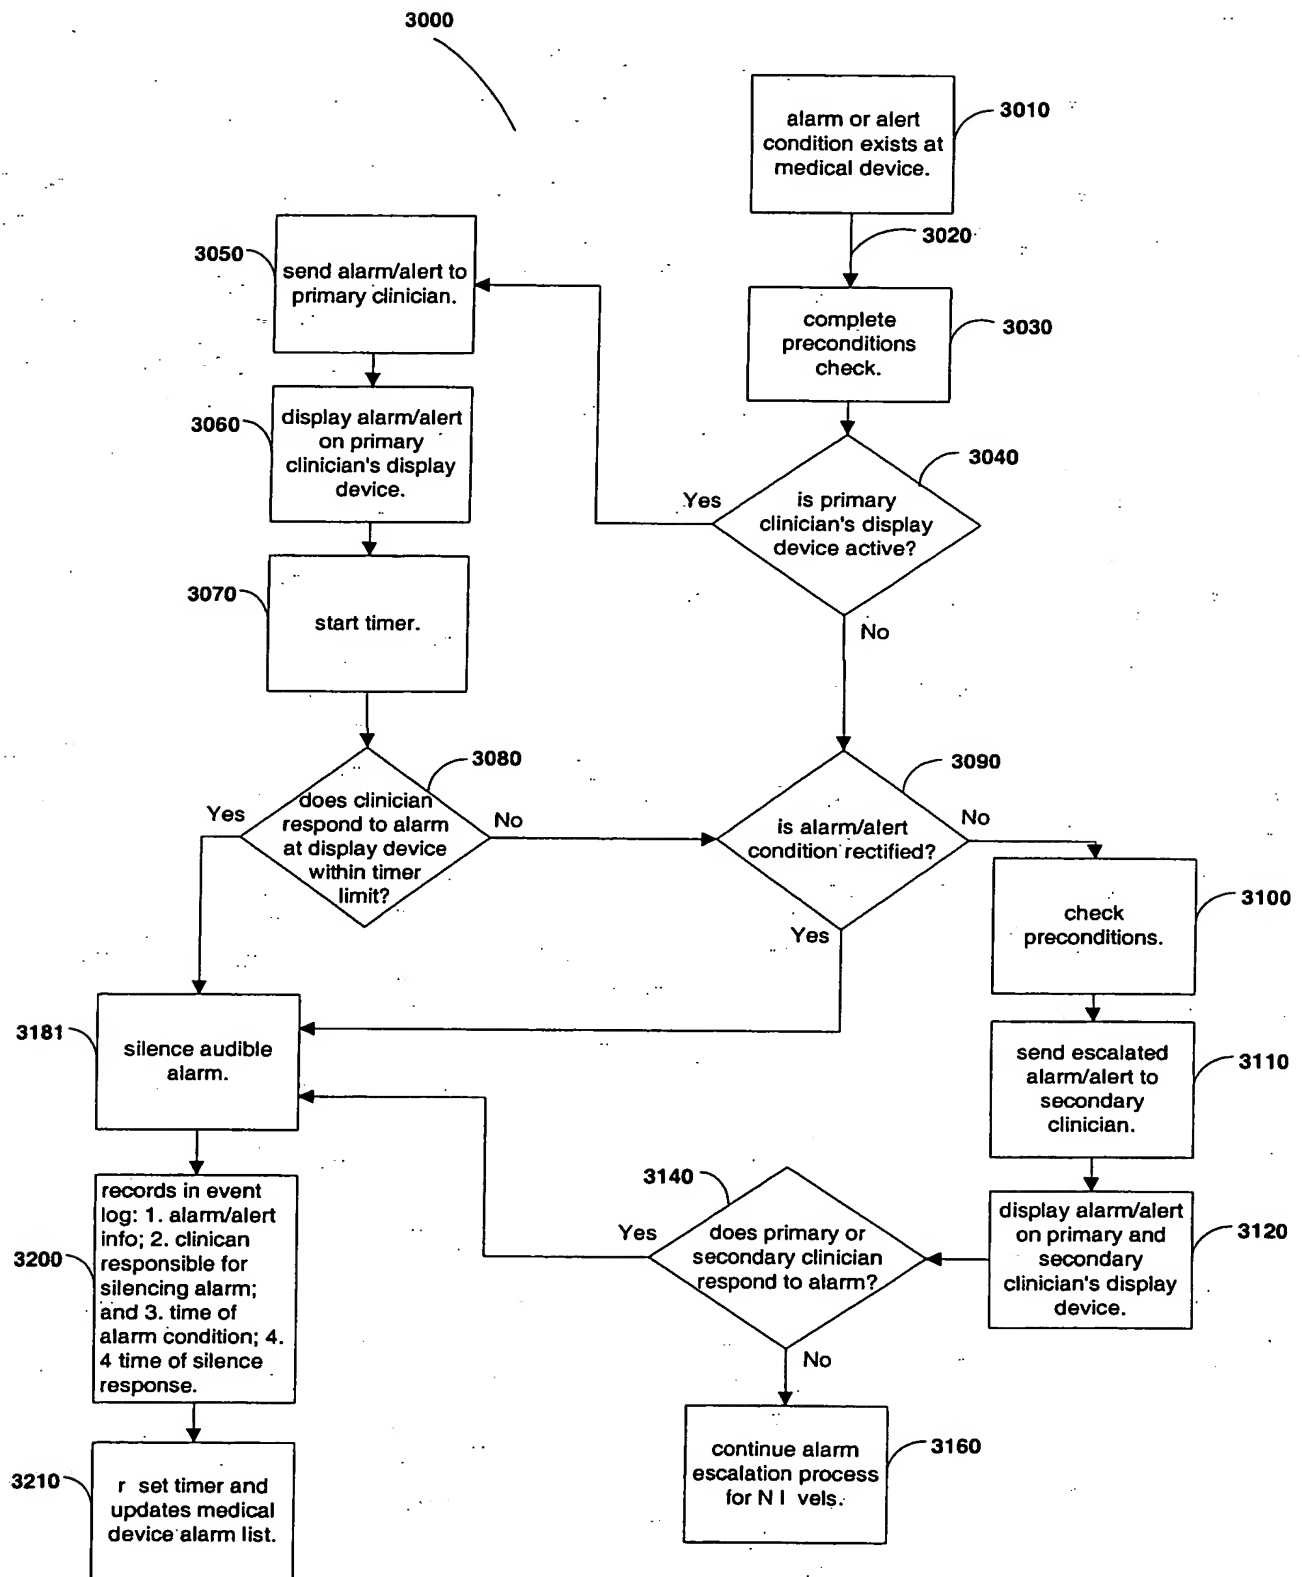 3000
alarm or alert
condition exists at
medical device.
3010
3020
3050
send alarm/alert to
primary clinician.
complete
preconditions
check.
3030
3060
display alarm/alert
on primary
clinician's display
device.
3040
Yes
is primary
clinician's display
device active?
No
3070
start timer.
3080
Yes
does clinician
respond to alarm
at display device
within timer
limit?
No
3090
is alarm/alert
condition rectified?
No
Yes
3100
check
preconditions.
3181
silence audible
alarm.
send escalated
alarm/alert to
secondary
clinician.
3110
3140
Yes
does primary or
secondary clinician
respond to alarm?
No
display alarm/alert
on primary and
secondary
clinician's display
device.
3120
3200
records in event
log: 1. alarm/alert
info; 2. clinican
responsible for
silencing alarm;
and 3. time of
alarm condition; 4.
4 time of silence
response.
continue alarm
escalation process
for N l vels.
3160
3210
r set timer and
updates medical
device alarm list.